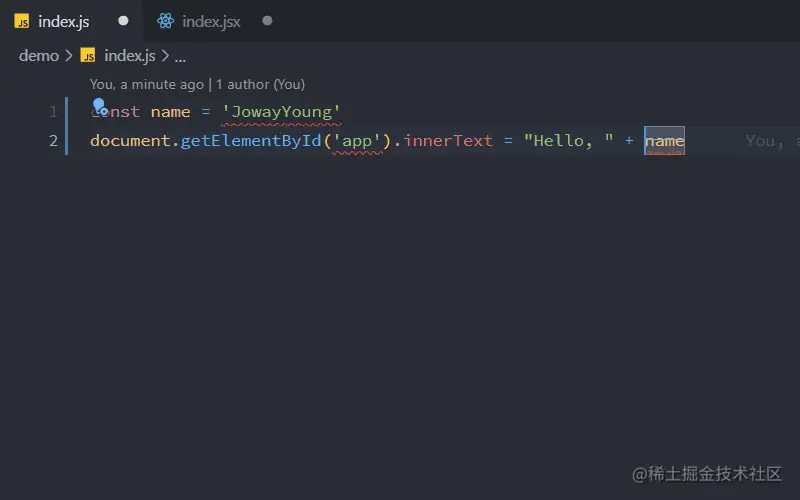 JS index.js index.jsx
demo > JS index.js > ...
You, a minute ago | 1 author (You)
1 const name = 'JowayYoung'
2 document.getElementById('app').innerText = "Hello, " + name You, a
@稀土掘金技术社区